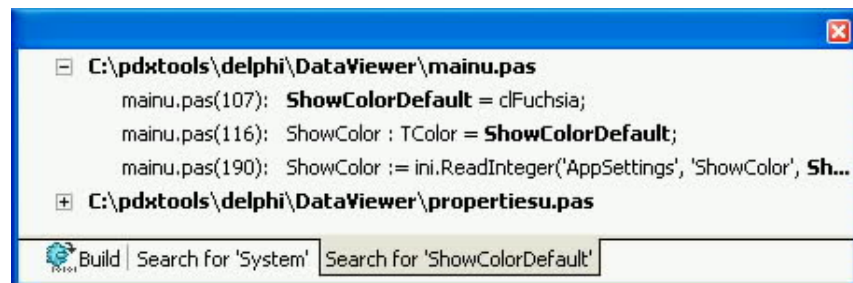 C:\pdxtools\delphi\DataViewer\mainu.pas
mainu.pas(107): ShowColorDefault = clFuchsia;
mainu.pas(116): ShowColor : TColor = ShowColorDefault;
mainu.pas(190): ShowColor := ini.ReadInteger('AppSettings', 'ShowColor', Sh...
C:\pdxtools\delphi\DataViewer\propertiesu.pas
Build Search for 'System' Search for 'ShowColorDefault'